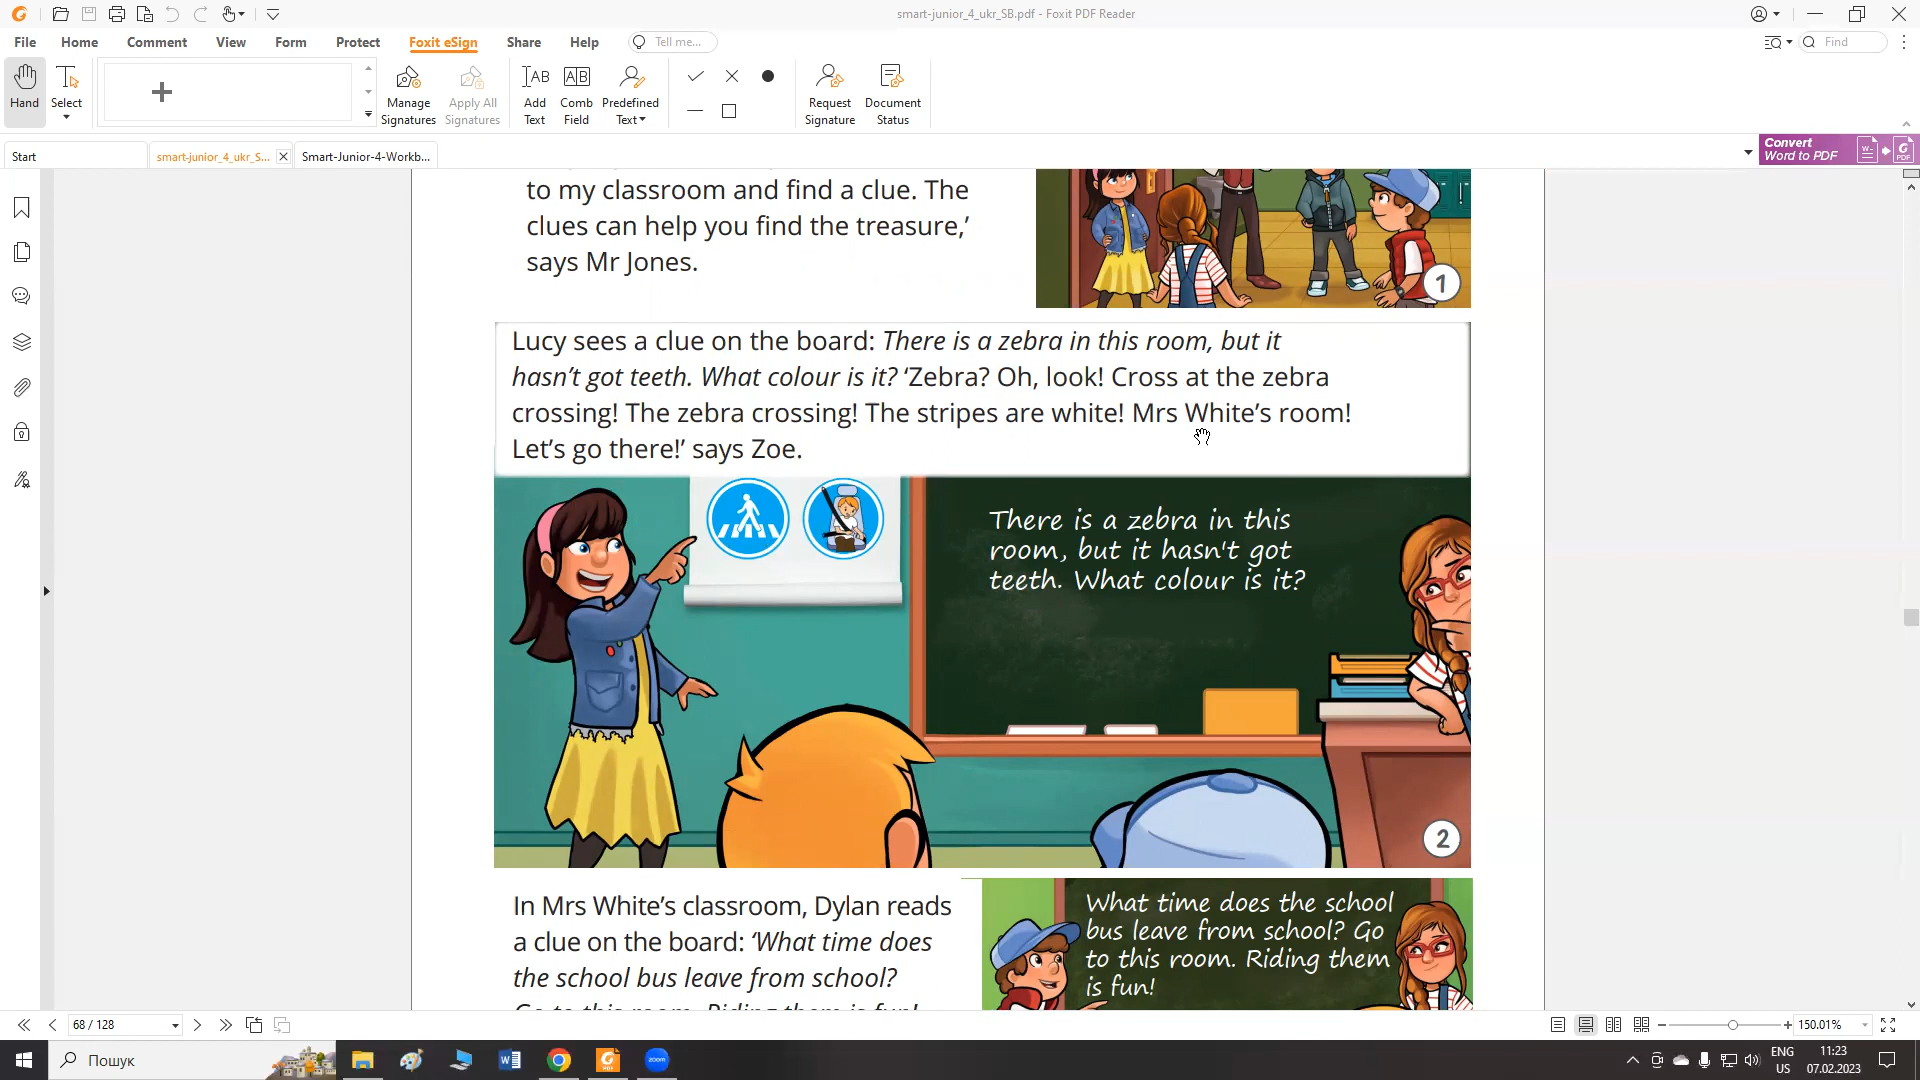 smart-junior_4_ukr_SB.pdf - Foxit PDF Reader
File Home Comment View Form Protect Foxit eSign Share Help Tell me... Find
Hand Select
Manage Signatures
Apply All Signatures
Add Text
Comb Field
Predefined Text
Request Signature
Document Status
Start smart-junior_4_ukr_S... Smart-Junior-4-Workb...
Convert
Word to PDF
to my classroom and find a clue. The
clues can help you find the treasure,’
says Mr Jones.
1
Lucy sees a clue on the board: There is a zebra in this room, but it
hasn’t got teeth. What colour is it? ‘Zebra? Oh, look! Cross at the zebra
crossing! The zebra crossing! The stripes are white! Mrs White’s room!
Let’s go there!’ says Zoe.
There is a zebra in this
room, but it hasn't got
teeth. What colour is it?
2
In Mrs White’s classroom, Dylan reads
a clue on the board: ‘What time does
the school bus leave from school?
Go to this room. Riding them is fun!
What time does the school
bus leave from school? Go
to this room. Riding them
is fun!
68 / 128
150.01%
Пошук
zoom
ENG
US
11:23
07.02.2023